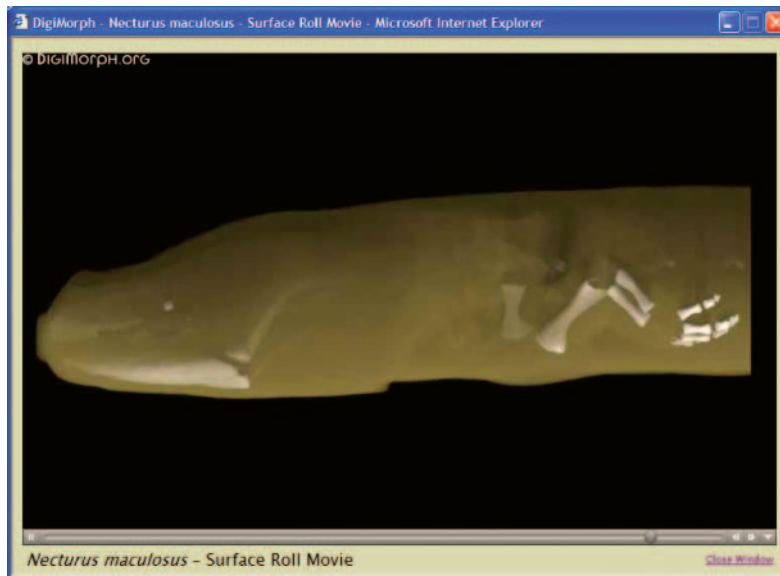 DigiMorph - Necturus maculosus - Surface Roll Movie - Microsoft Internet Explorer
© DIGIMORPH.ORG
Necturus maculosus – Surface Roll Movie
Close Window